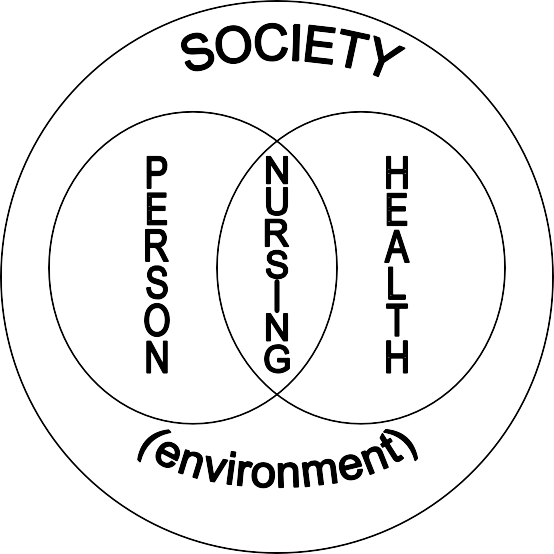 SOCIETY
PERSON
NURSING
HEALTH
(environment)